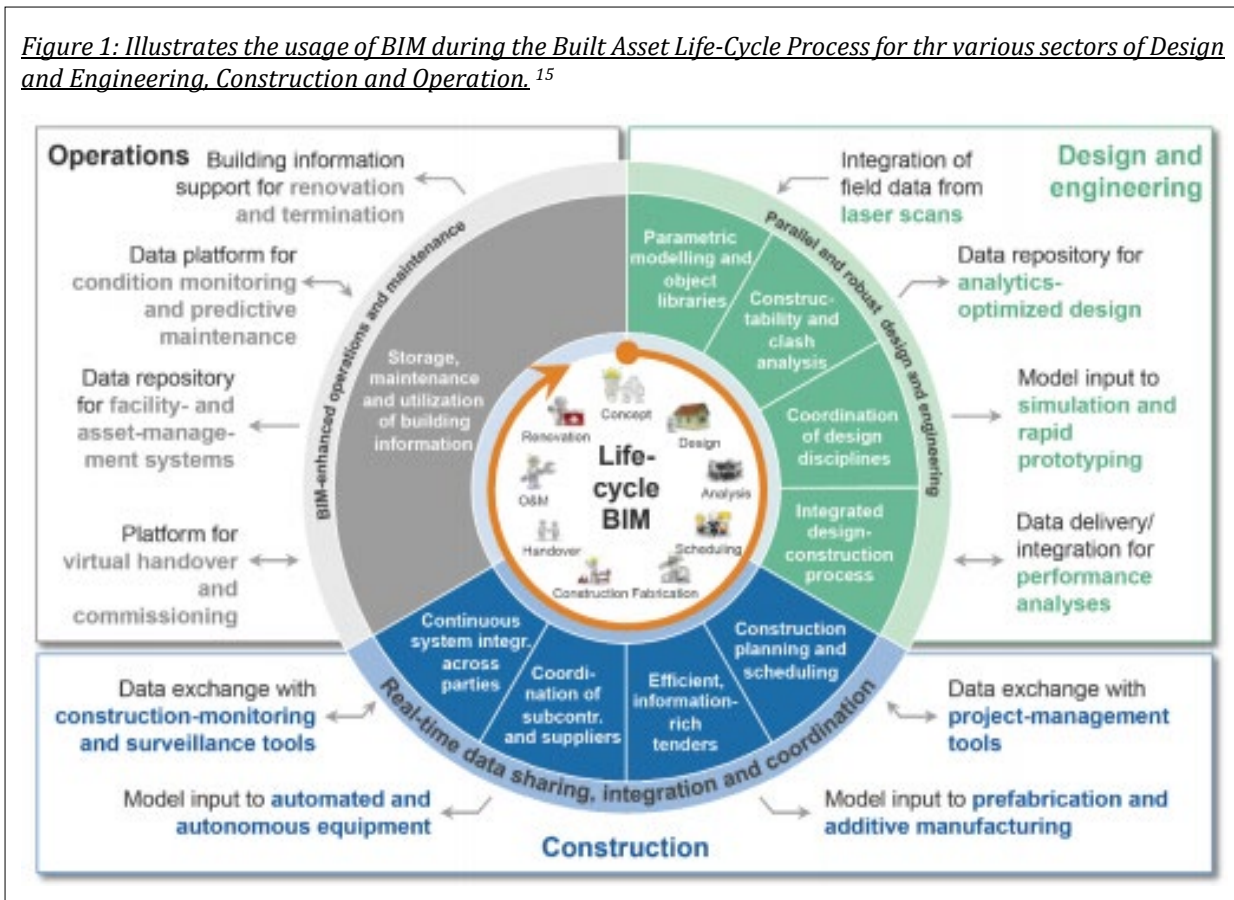 Figure 1: Illustrates the usage of BIM during the Built Asset Life-Cycle Process for thr various sectors of Design
and Engineering, Construction and Operation. 15
Operations
Building information
support for renovation
and termination
Data platform for
condition monitoring
and predictive
maintenance
Data repository
for facility- and
asset-manage-
ment systems
Platform for
virtual handover
and
commissioning
BIM-enhanced operations and maintenance
Storage,
maintenance
and utilization
of building
information
Design and
engineering
Integration of
field data from
laser scans
Data repository for
analytics-
optimized design
Model input to
simulation and
rapid
prototyping
Data delivery/
integration for
performance
analyses
Parallel and robust design and engineering
Parametric
modelling and
object
libraries
Construc-
tability and
clash
analysis
Coordination
of design
disciplines
Integrated
design-
construction
process
Life-
cycle
BIM
Concept
Design
Analysis
Scheduling
Fabrication
Construction
Handover
O&M
Renovation
Continuous
system integr.
across
parties
Coordi-
nation of
subcontr.
and suppliers
Efficient,
information-
rich
tenders
Construction
planning and
scheduling
Real-time data sharing, integration and coordination
Data exchange with
construction-monitoring
and surveillance tools
Model input to automated and
autonomous equipment
Data exchange with
project-management
tools
Model input to prefabrication and
additive manufacturing
Construction